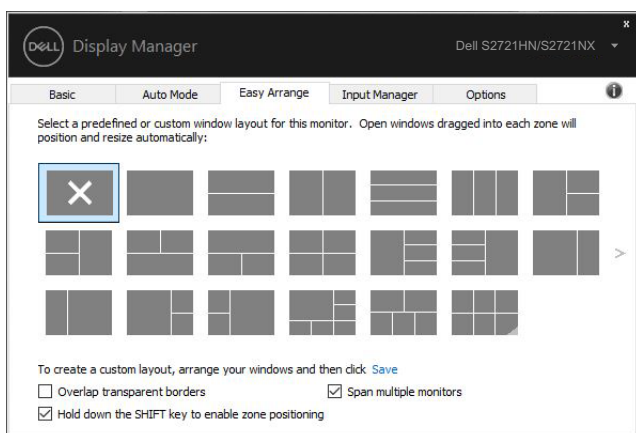 DELL Display Manager
Dell S2721HN/S2721NX
x
Basic Auto Mode Easy Arrange Input Manager Options
Select a predefined or custom window layout for this monitor. Open windows dragged into each zone will
position and resize automatically:
To create a custom layout, arrange your windows and then click Save
Overlap transparent borders Span multiple monitors
Hold down the SHIFT key to enable zone positioning